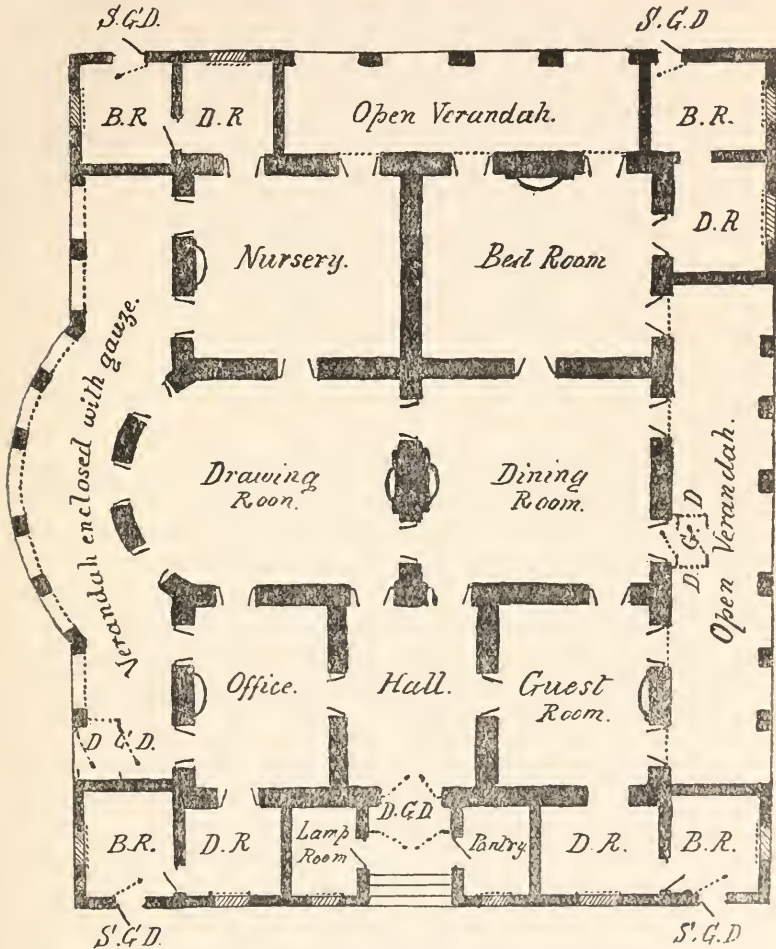 S.G.D.
S.G.D
B.R
D.R
Open Verandah.
B.R.
D.R
Nursery.
Bed Room
Verandah enclosed with gauze.
Drawing
Room.
Dining
Room.
D
G.
D.
Open Verandah.
Office.
Hall.
Guest
Room.
D G D.
D.G.D.
B.R.
D.R
Lamp
Room
Pantry
D.R.
B.R.
S.G.D.
S.G.D.